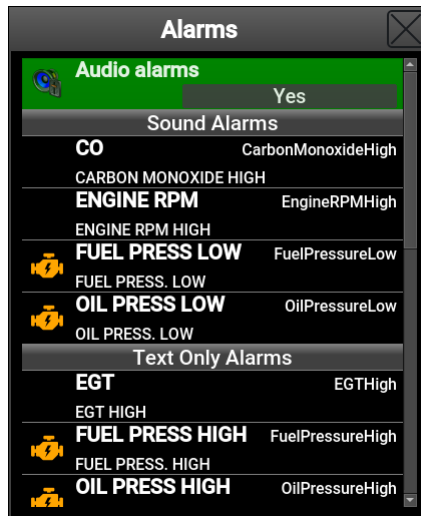 Alarms
Audio alarms
Yes
Sound Alarms
CO CarbonMonoxideHigh
CARBON MONOXIDE HIGH
ENGINE RPM EngineRPMHigh
ENGINE RPM HIGH
FUEL PRESS LOW FuelPressureLow
FUEL PRESS. LOW
OIL PRESS LOW OilPressureLow
OIL PRESS. LOW
Text Only Alarms
EGT EGTHigh
EGT HIGH
FUEL PRESS HIGH FuelPressureHigh
FUEL PRESS. HIGH
OIL PRESS HIGH OilPressureHigh